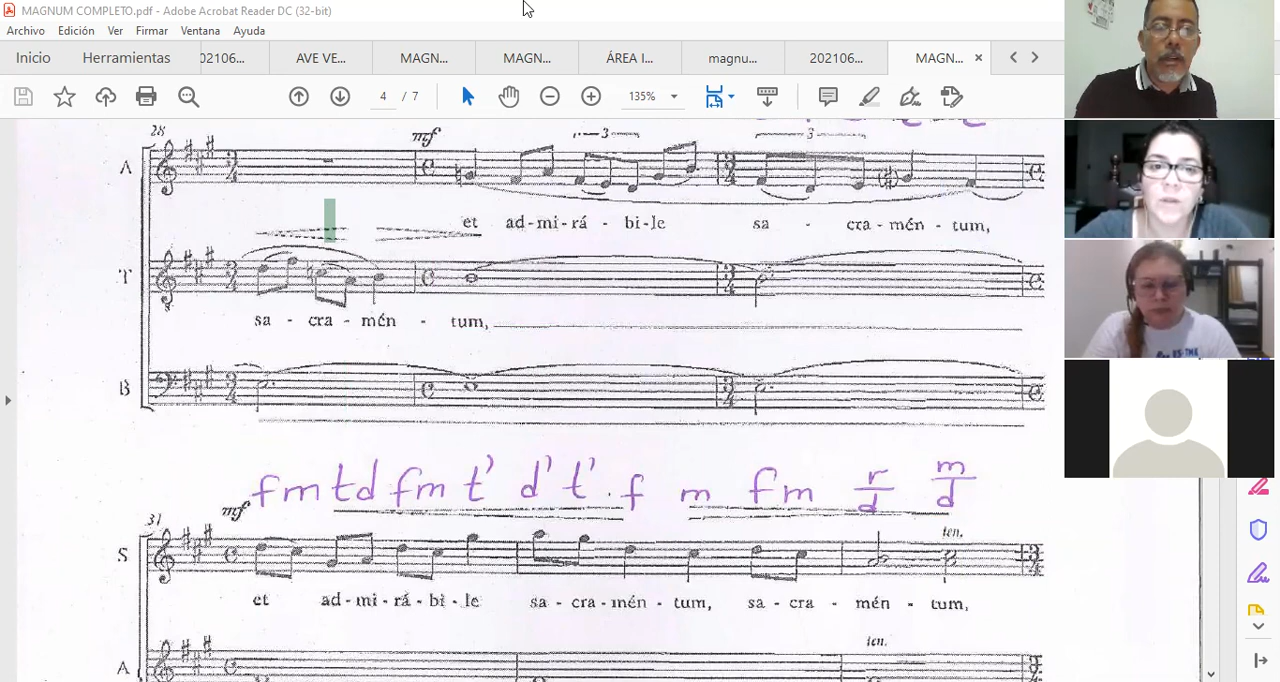 MAGNUM COMPLETO.pdf - Adobe Acrobat Reader DC (32-bit)
Archivo Edición Ver Firmar Ventana Ayuda
Inicio Herramientas 202106... AVE VE... MAGN... MAGN... ÁREA I... magnu... 202106... MAGN... ×
4 / 7 135%
28
mf 3 3
A
et ad-mi-rá - bi-le sa - cra-mén - tum,
T
sa - cra - mén - tum,
B
f m t d f m t' d' t' . f m f m r/d m/d
31
mf
ten.
S
et ad-mi-rá-bi-le sa-cra-mén-tum, sa-cra - mén - tum,
ten.
A